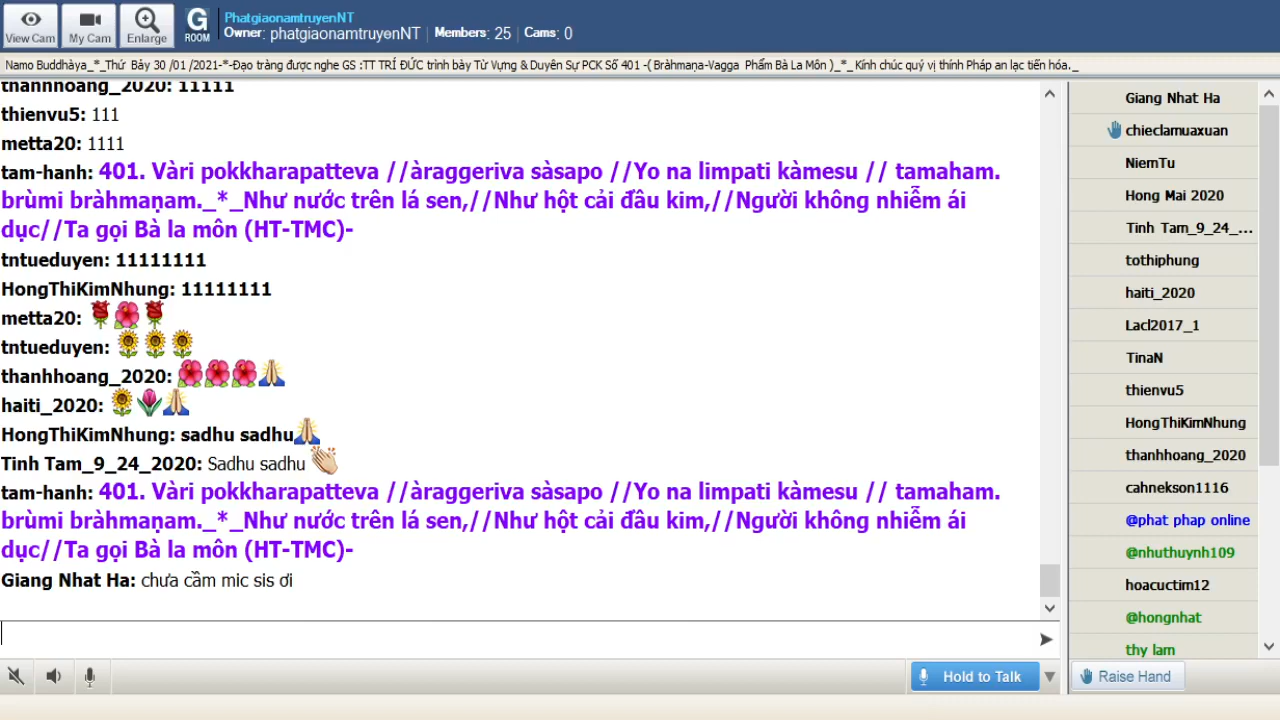 View Cam
My Cam
Enlarge
G
ROOM
PhatgiaonamtruyenNT
Owner: phatgiaonamtruyenNT | Members: 25 | Cams: 0
Namo Buddhàya_*_Thứ Bảy 30 /01 /2021-*-Đạo tràng được nghe GS :TT TRÍ ĐỨC trình bày Từ Vựng & Duyên Sự PCK Số 401 -( Bràhmaṇa-Vagga Phẩm Bà La Môn )_*_ Kính chúc quý vị thính Pháp an lạc tiến hóa._
thanhhoang_2020: 11111
thienvu5: 111
metta20: 1111
tam-hanh: 401. Vàri pokkharapatteva //àraggeriva sàsapo //Yo na limpati kàmesu // tamaham.
brùmi bràhmaṇam._*_Như nước trên lá sen,//Như hột cải đầu kim,//Người không nhiễm ái
dục//Ta gọi Bà la môn (HT-TMC)-
tntueduyen: 11111111
HongThiKimNhung: 11111111
metta20:
tntueduyen:
thanhhoang_2020:
haiti_2020:
HongThiKimNhung: sadhu sadhu
Tinh Tam_9_24_2020: Sadhu sadhu
tam-hanh: 401. Vàri pokkharapatteva //àraggeriva sàsapo //Yo na limpati kàmesu // tamaham.
brùmi bràhmaṇam._*_Như nước trên lá sen,//Như hột cải đầu kim,//Người không nhiễm ái
dục//Ta gọi Bà la môn (HT-TMC)-
Giang Nhat Ha: chưa cầm mic sis ơi
Hold to Talk
Giang Nhat Ha
chieclamuaxuan
NiemTu
Hong Mai 2020
Tinh Tam_9_24_...
tothiphung
haiti_2020
Lacl2017_1
TinaN
thienvu5
HongThiKimNhung
thanhhoang_2020
cahnekson1116
@phat phap online
@nhuthuynh109
hoacuctim12
@hongnhat
thy lam
Raise Hand